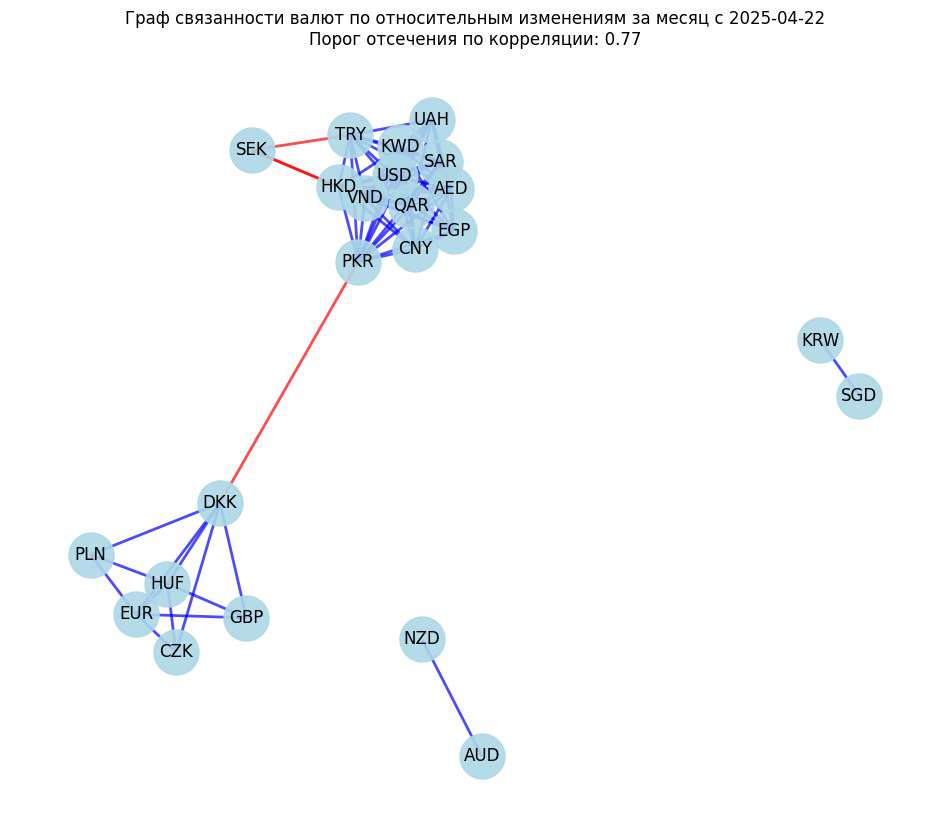 Граф связанности валют по относительным изменениям за месяц с 2025-04-22
Порог отсечения по корреляции: 0.77
UAH
TRY
KWD
SEK
SAR
USD
HKD
AED
VND
QAR
EGP
CNY
PKR
KRW
SGD
DKK
PLN
HUF
EUR
GBP
NZD
CZK
AUD